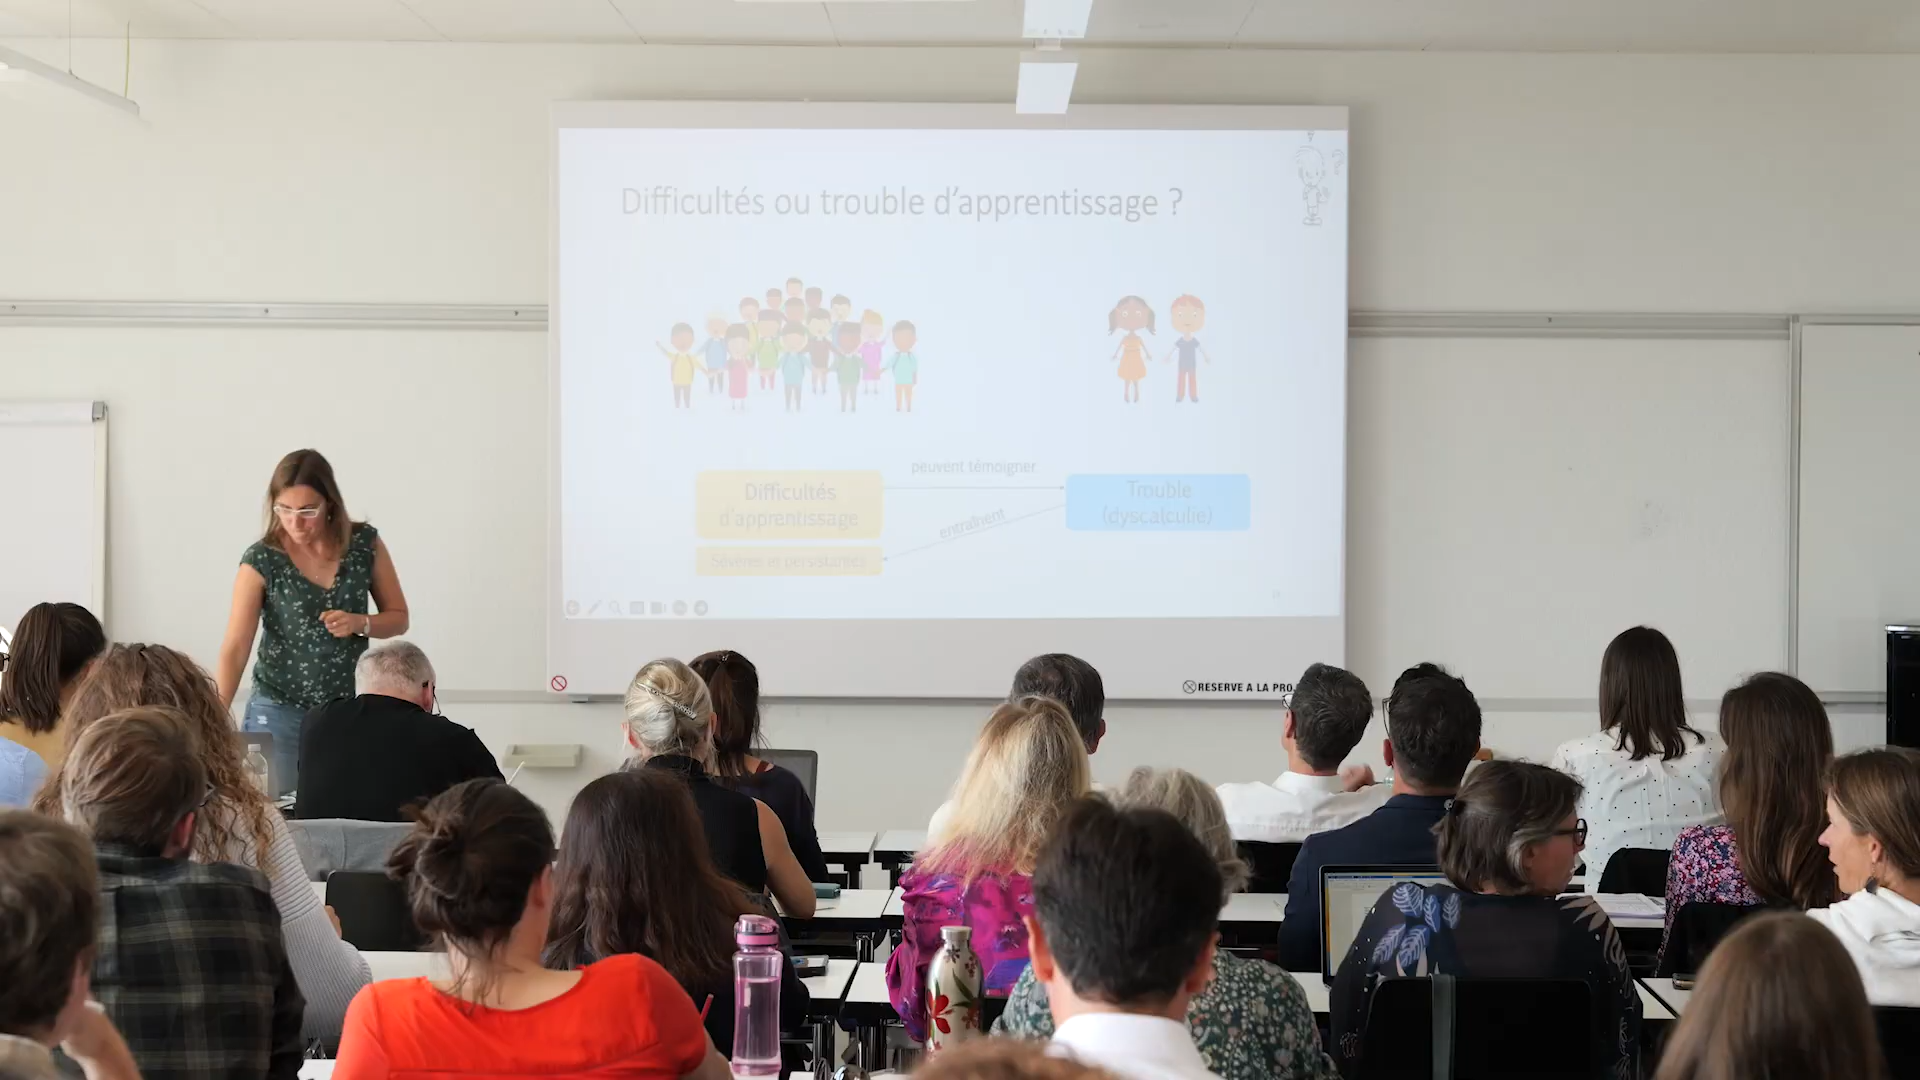 Difficultés ou trouble d'apprentissage ?
peuvent témoigner
Difficultés
d'apprentissage
Trouble
(dyscalculie)
entraînent
Sévères et persistantes
RESERVE A LA PRO